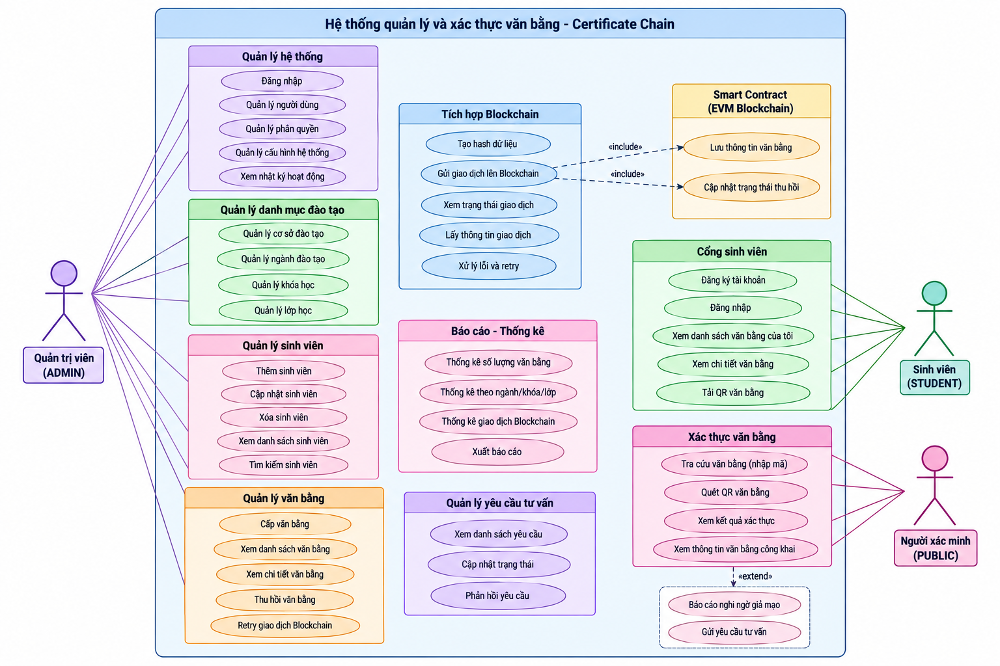 Hệ thống quản lý và xác thực văn bằng - Certificate Chain
Quản lý hệ thống
Đăng nhập
Quản lý người dùng
Quản lý phân quyền
Quản lý cấu hình hệ thống
Xem nhật ký hoạt động
Quản lý danh mục đào tạo
Quản lý cơ sở đào tạo
Quản lý ngành đào tạo
Quản lý khóa học
Quản lý lớp học
Quản trị viên
(ADMIN)
Quản lý sinh viên
Thêm sinh viên
Cập nhật sinh viên
Xóa sinh viên
Xem danh sách sinh viên
Tìm kiếm sinh viên
Quản lý văn bằng
Cấp văn bằng
Xem danh sách văn bằng
Xem chi tiết văn bằng
Thu hồi văn bằng
Retry giao dịch Blockchain
Tích hợp Blockchain
Tạo hash dữ liệu
Gửi giao dịch lên Blockchain
Xem trạng thái giao dịch
Lấy thông tin giao dịch
Xử lý lỗi và retry
«include»
«include»
Báo cáo - Thống kê
Thống kê số lượng văn bằng
Thống kê theo ngành/khóa/lớp
Thống kê giao dịch Blockchain
Xuất báo cáo
Quản lý yêu cầu tư vấn
Xem danh sách yêu cầu
Cập nhật trạng thái
Phản hồi yêu cầu
Smart Contract
(EVM Blockchain)
Lưu thông tin văn bằng
Cập nhật trạng thái thu hồi
Cổng sinh viên
Đăng ký tài khoản
Đăng nhập
Xem danh sách văn bằng của tôi
Xem chi tiết văn bằng
Tải QR văn bằng
Sinh viên
(STUDENT)
Xác thực văn bằng
Tra cứu văn bằng (nhập mã)
Quét QR văn bằng
Xem kết quả xác thực
Xem thông tin văn bằng công khai
Người xác minh
(PUBLIC)
«extend»
Báo cáo nghi ngờ giả mạo
Gửi yêu cầu tư vấn